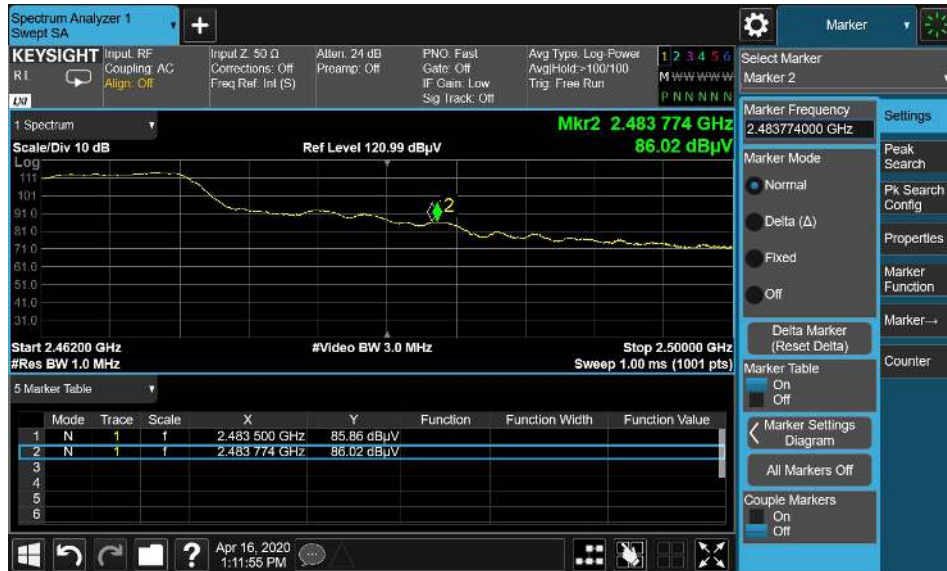 Spectrum Analyzer 1
Swept SA
+
Marker
KEYSIGHT
RL
LXI
Input: RF
Coupling: AC
Align: Off
Input Z: 50 Ω
Corrections: Off
Freq Ref: Int (S)
Atten: 24 dB
Preamp: Off
PNO: Fast
Gate: Off
IF Gain: Low
Sig Track: Off
Avg Type: Log-Power
Avg|Hold:>100/100
Trig: Free Run
1 2 3 4 5 6
M W W W W W
P N N N N N
Select Marker
Marker 2
1 Spectrum
Scale/Div 10 dB
Ref Level 120.99 dBµV
Mkr2 2.483 774 GHz
86.02 dBµV
Log
111
101
91.0
81.0
71.0
61.0
51.0
41.0
31.0
2
Start 2.46200 GHz
#Res BW 1.0 MHz
#Video BW 3.0 MHz
Stop 2.50000 GHz
Sweep 1.00 ms (1001 pts)
5 Marker Table
Mode Trace Scale X Y Function Function Width Function Value
1 N 1 f 2.483 500 GHz 85.86 dBµV
2 N 1 f 2.483 774 GHz 86.02 dBµV
3
4
5
6
Marker Frequency
2.483774000 GHz
Marker Mode
Normal
Delta (Δ)
Fixed
Off
Delta Marker
(Reset Delta)
Marker Table
On
Off
Marker Settings
Diagram
All Markers Off
Couple Markers
On
Off
Settings
Peak
Search
Pk Search
Config
Properties
Marker
Function
Marker→
Counter
?
Apr 16, 2020
1:11:55 PM